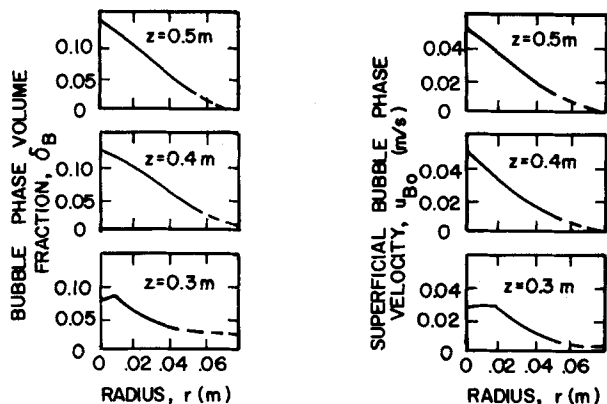 BUBBLE PHASE VOLUME
FRACTION, δB
0.10
0.05
0
z=0.5m
0.10
0.05
0
z=0.4m
0.10
0.05
0
z=0.3m
0 .02 .04 .06
RADIUS, r (m)
SUPERFICIAL BUBBLE PHASE
VELOCITY, uBo (m/s)
0.04
0.02
0
z=0.5m
0.04
0.02
0
z=0.4m
0.04
0.02
0
z=0.3m
0 .02 .04 .06
RADIUS, r (m)